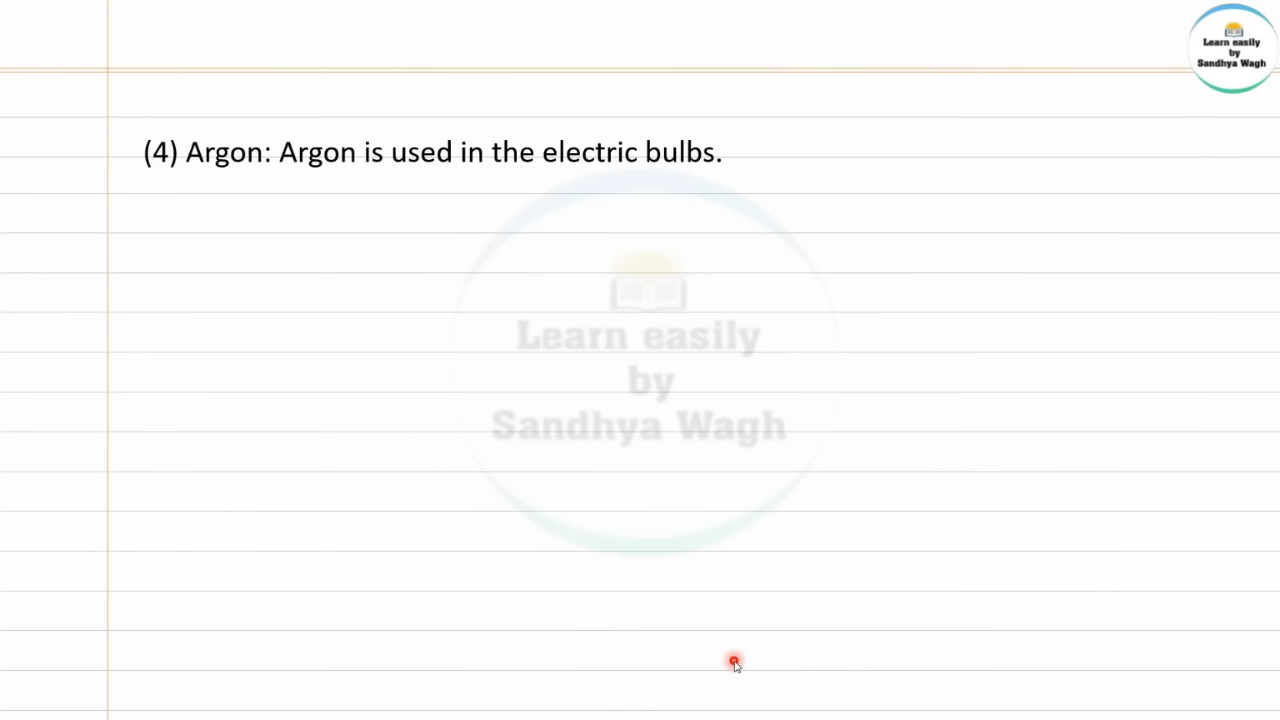 Learn easily
by
Sandhya Wagh
(4) Argon: Argon is used in the electric bulbs.
Learn easily
by
Sandhya Wagh